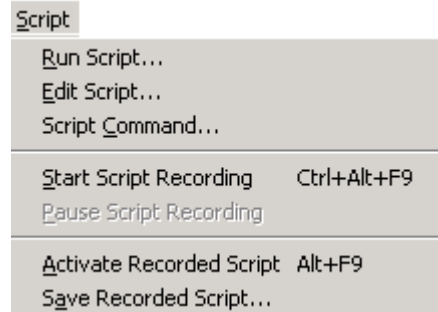 Script
Run Script...
Edit Script...
Script Command...
Start Script Recording Ctrl+Alt+F9
Pause Script Recording
Activate Recorded Script Alt+F9
Save Recorded Script...